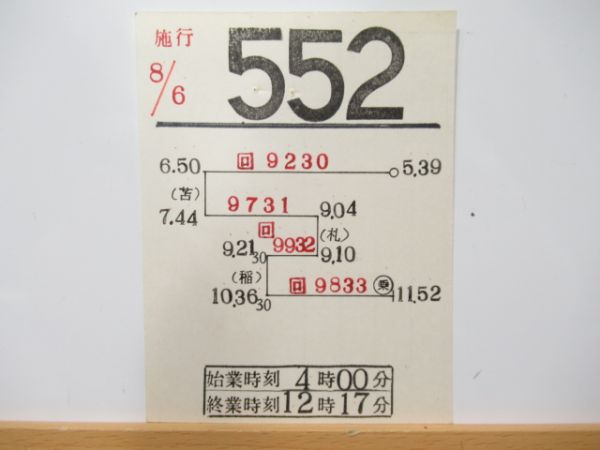 施行 552
8/6
6.50 回 9230 5.39
(苫)
7.44 9731 9.04
回 (札)
9.21 30 9932 9.10
(稲)
10.36 30 回 9833 乗 11.52
始業時刻 4時00分
終業時刻 12時17分